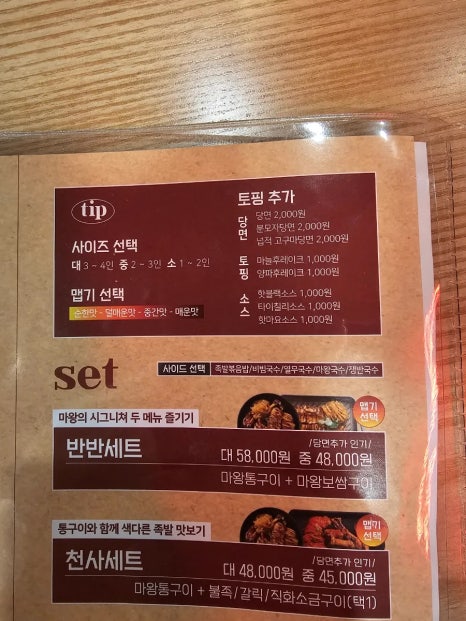 tip
사이즈 선택
대 3 ~ 4인 중 2 ~ 3인 소 1 ~ 2인
맵기 선택
순한맛 - 덜매운맛 - 중간맛 - 매운맛
토핑 추가
당면
당면 2,000원
분모자당면 2,000원
넙적 고구마당면 2,000원
토핑
마늘후레이크 1,000원
양파후레이크 1,000원
소스
핫블랙소스 1,000원
타이칠리소스 1,000원
핫마요소스 1,000원
set
사이드 선택 족발볶음밥/비빔국수/열무국수/마왕국수/쟁반국수
마왕의 시그니쳐 두 메뉴 즐기기
맵기 선택
반반세트
/당면추가 인기/
대 58,000원 중 48,000원
마왕통구이 + 마왕보쌈구이
통구이와 함께 색다른 족발 맛보기
맵기 선택
천사세트
/당면추가 인기/
대 48,000원 중 45,000원
마왕통구이 + 불족/갈릭/직화소금구이(택1)